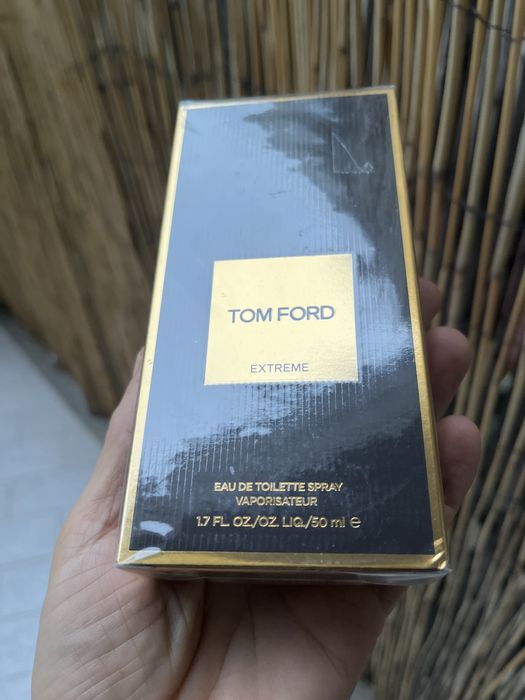 TOM FORD
EXTREME
EAU DE TOILETTE SPRAY
VAPORISATEUR
1.7 FL. OZ./OZ. LIQ./50 ml ℮